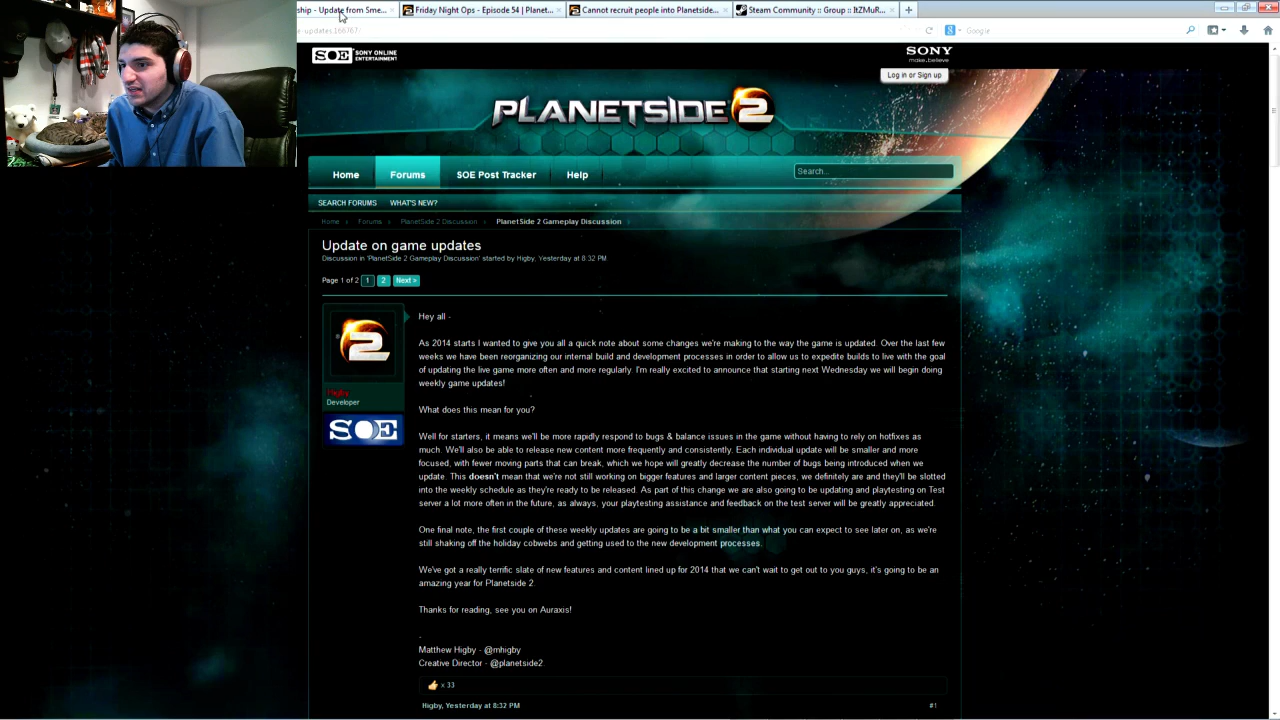 ship - Update from Sme...
Friday Night Ops - Episode 54 | Planet...
Cannot recruit people into Planetside...
Steam Community :: Group :: ItZMuR...
e-updates.166767/
Google
SOE SONY ONLINE ENTERTAINMENT
SONY
make.believe
Log in or Sign up
PLANETSIDE 2
Home
Forums
SOE Post Tracker
Help
Search...
SEARCH FORUMS
WHAT'S NEW?
Home
Forums
PlanetSide 2 Discussion
PlanetSide 2 Gameplay Discussion
Update on game updates
Discussion in 'PlanetSide 2 Gameplay Discussion' started by Higby, Yesterday at 8:32 PM
Page 1 of 2 1 2 Next >
Hey all -
As 2014 starts I wanted to give you all a quick note about some changes we're making to the way the game is updated. Over the last few
weeks we have been reorganizing our internal build and development processes in order to allow us to expedite builds to live with the goal
of updating the live game more often and more regularly. I'm really excited to announce that starting next Wednesday we will begin doing
weekly game updates!
Higby
Developer
SOE
What does this mean for you?
Well for starters, it means we'll be more rapidly respond to bugs & balance issues in the game without having to rely on hotfixes as
much. We'll also be able to release new content more frequently and consistently. Each individual update will be smaller and more
focused, with fewer moving parts that can break, which we hope will greatly decrease the number of bugs being introduced when we
update. This doesn't mean that we're not still working on bigger features and larger content pieces, we definitely are and they'll be slotted
into the weekly schedule as they're ready to be released. As part of this change we are also going to be updating and playtesting on Test
server a lot more often in the future, as always, your playtesting assistance and feedback on the test server will be greatly appreciated.
One final note, the first couple of these weekly updates are going to be a bit smaller than what you can expect to see later on, as we're
still shaking off the holiday cobwebs and getting used to the new development processes.
We've got a really terrific slate of new features and content lined up for 2014 that we can't wait to get out to you guys, it's going to be an
amazing year for Planetside 2.
Thanks for reading, see you on Auraxis!
-
Matthew Higby - @mhigby
Creative Director - @planetside2
x 33
Higby, Yesterday at 8:32 PM
#1